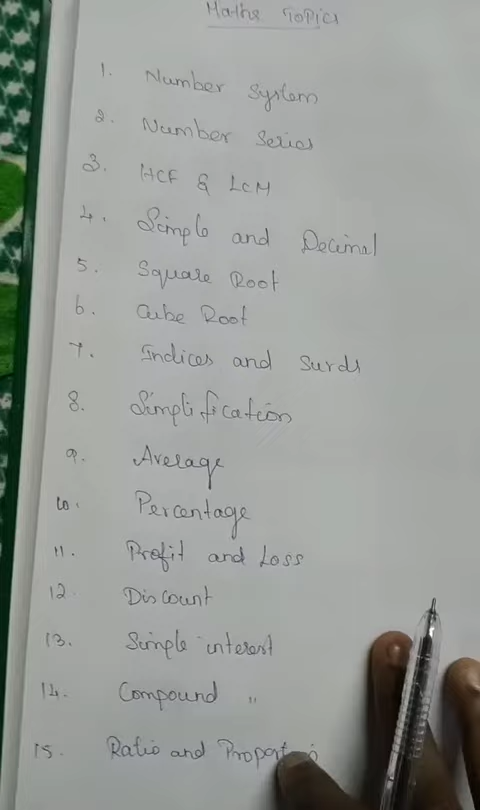 Maths Topics
1. Number System
2. Number Series
3. HCF & LCM
4. Simple and Decimal
5. Square Root
6. Cube Root
7. Indices and Surds
8. Simplification
9. Average
10. Percentage
11. Profit and Loss
12. Discount
13. Simple interest
14. Compound "
15. Ratio and